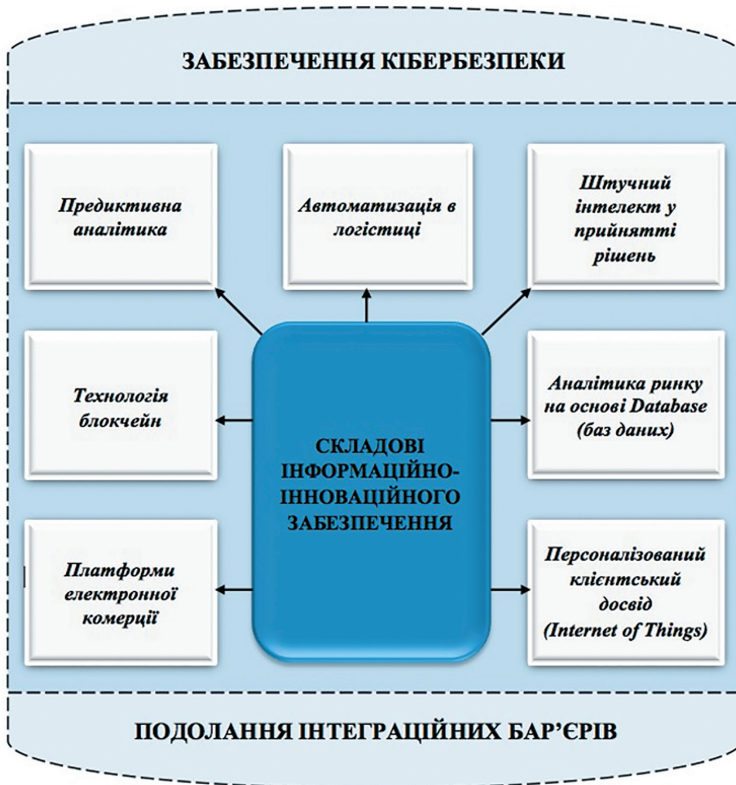 ЗАБЕЗПЕЧЕННЯ КІБЕРБЕЗПЕКИ
Предиктивна
аналітика
Автоматизація в
логістиці
Штучний
інтелект у
прийнятті
рішень
Технологія
блокчейн
СКЛАДОВІ
ІНФОРМАЦІЙНО-
ІННОВАЦІЙНОГО
ЗАБЕЗПЕЧЕННЯ
Аналітика ринку
на основі Database
(баз даних)
Платформи
електронної
комерції
Персоналізований
клієнтський
досвід
(Internet of Things)
ПОДОЛАННЯ ІНТЕГРАЦІЙНИХ БАР’ЄРІВ